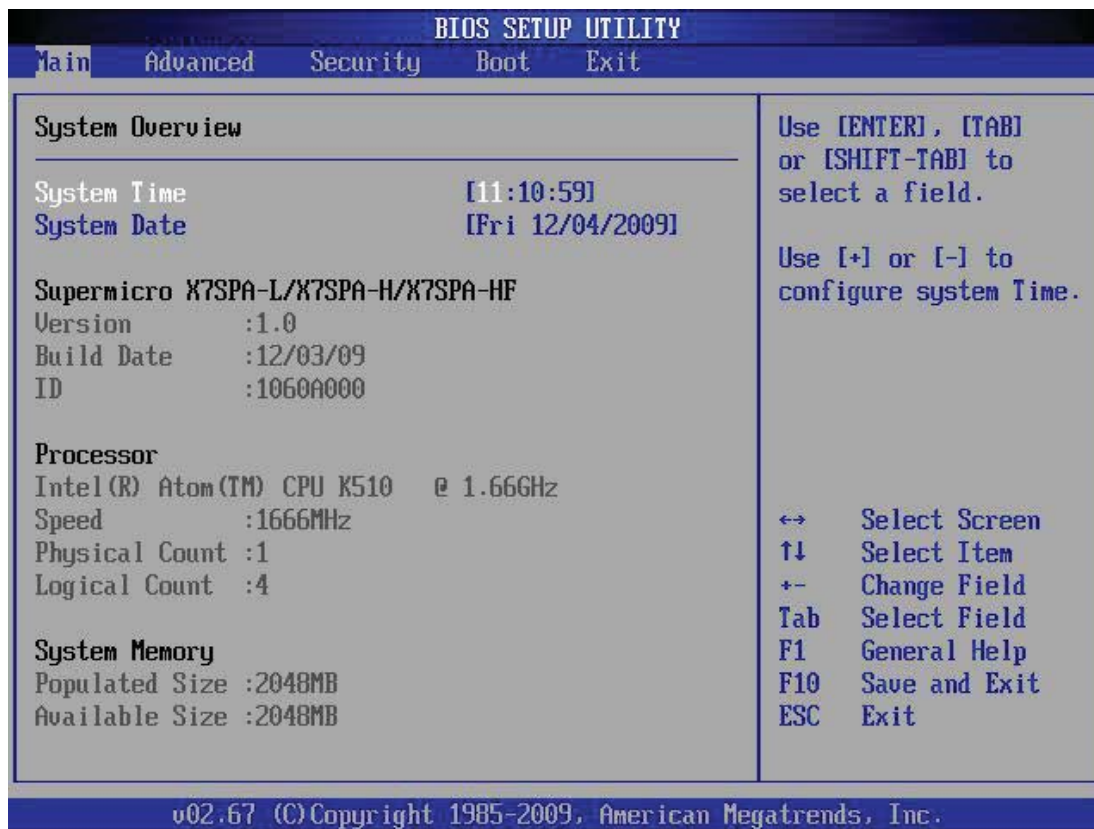 BIOS SETUP UTILITY
Main Advanced Security Boot Exit
System Overview
System Time [11:10:59]
System Date [Fri 12/04/2009]
Supermicro X7SPA-L/X7SPA-H/X7SPA-HF
Version :1.0
Build Date :12/03/09
ID :1060A000
Processor
Intel(R) Atom(TM) CPU K510 @ 1.66GHz
Speed :1666MHz
Physical Count :1
Logical Count :4
System Memory
Populated Size :2048MB
Available Size :2048MB
Use [ENTER], [TAB]
or [SHIFT-TAB] to
select a field.
Use [+] or [-] to
configure system Time.
↔ Select Screen
↑↓ Select Item
+- Change Field
Tab Select Field
F1 General Help
F10 Save and Exit
ESC Exit
v02.67 (C)Copyright 1985-2009, American Megatrends, Inc.